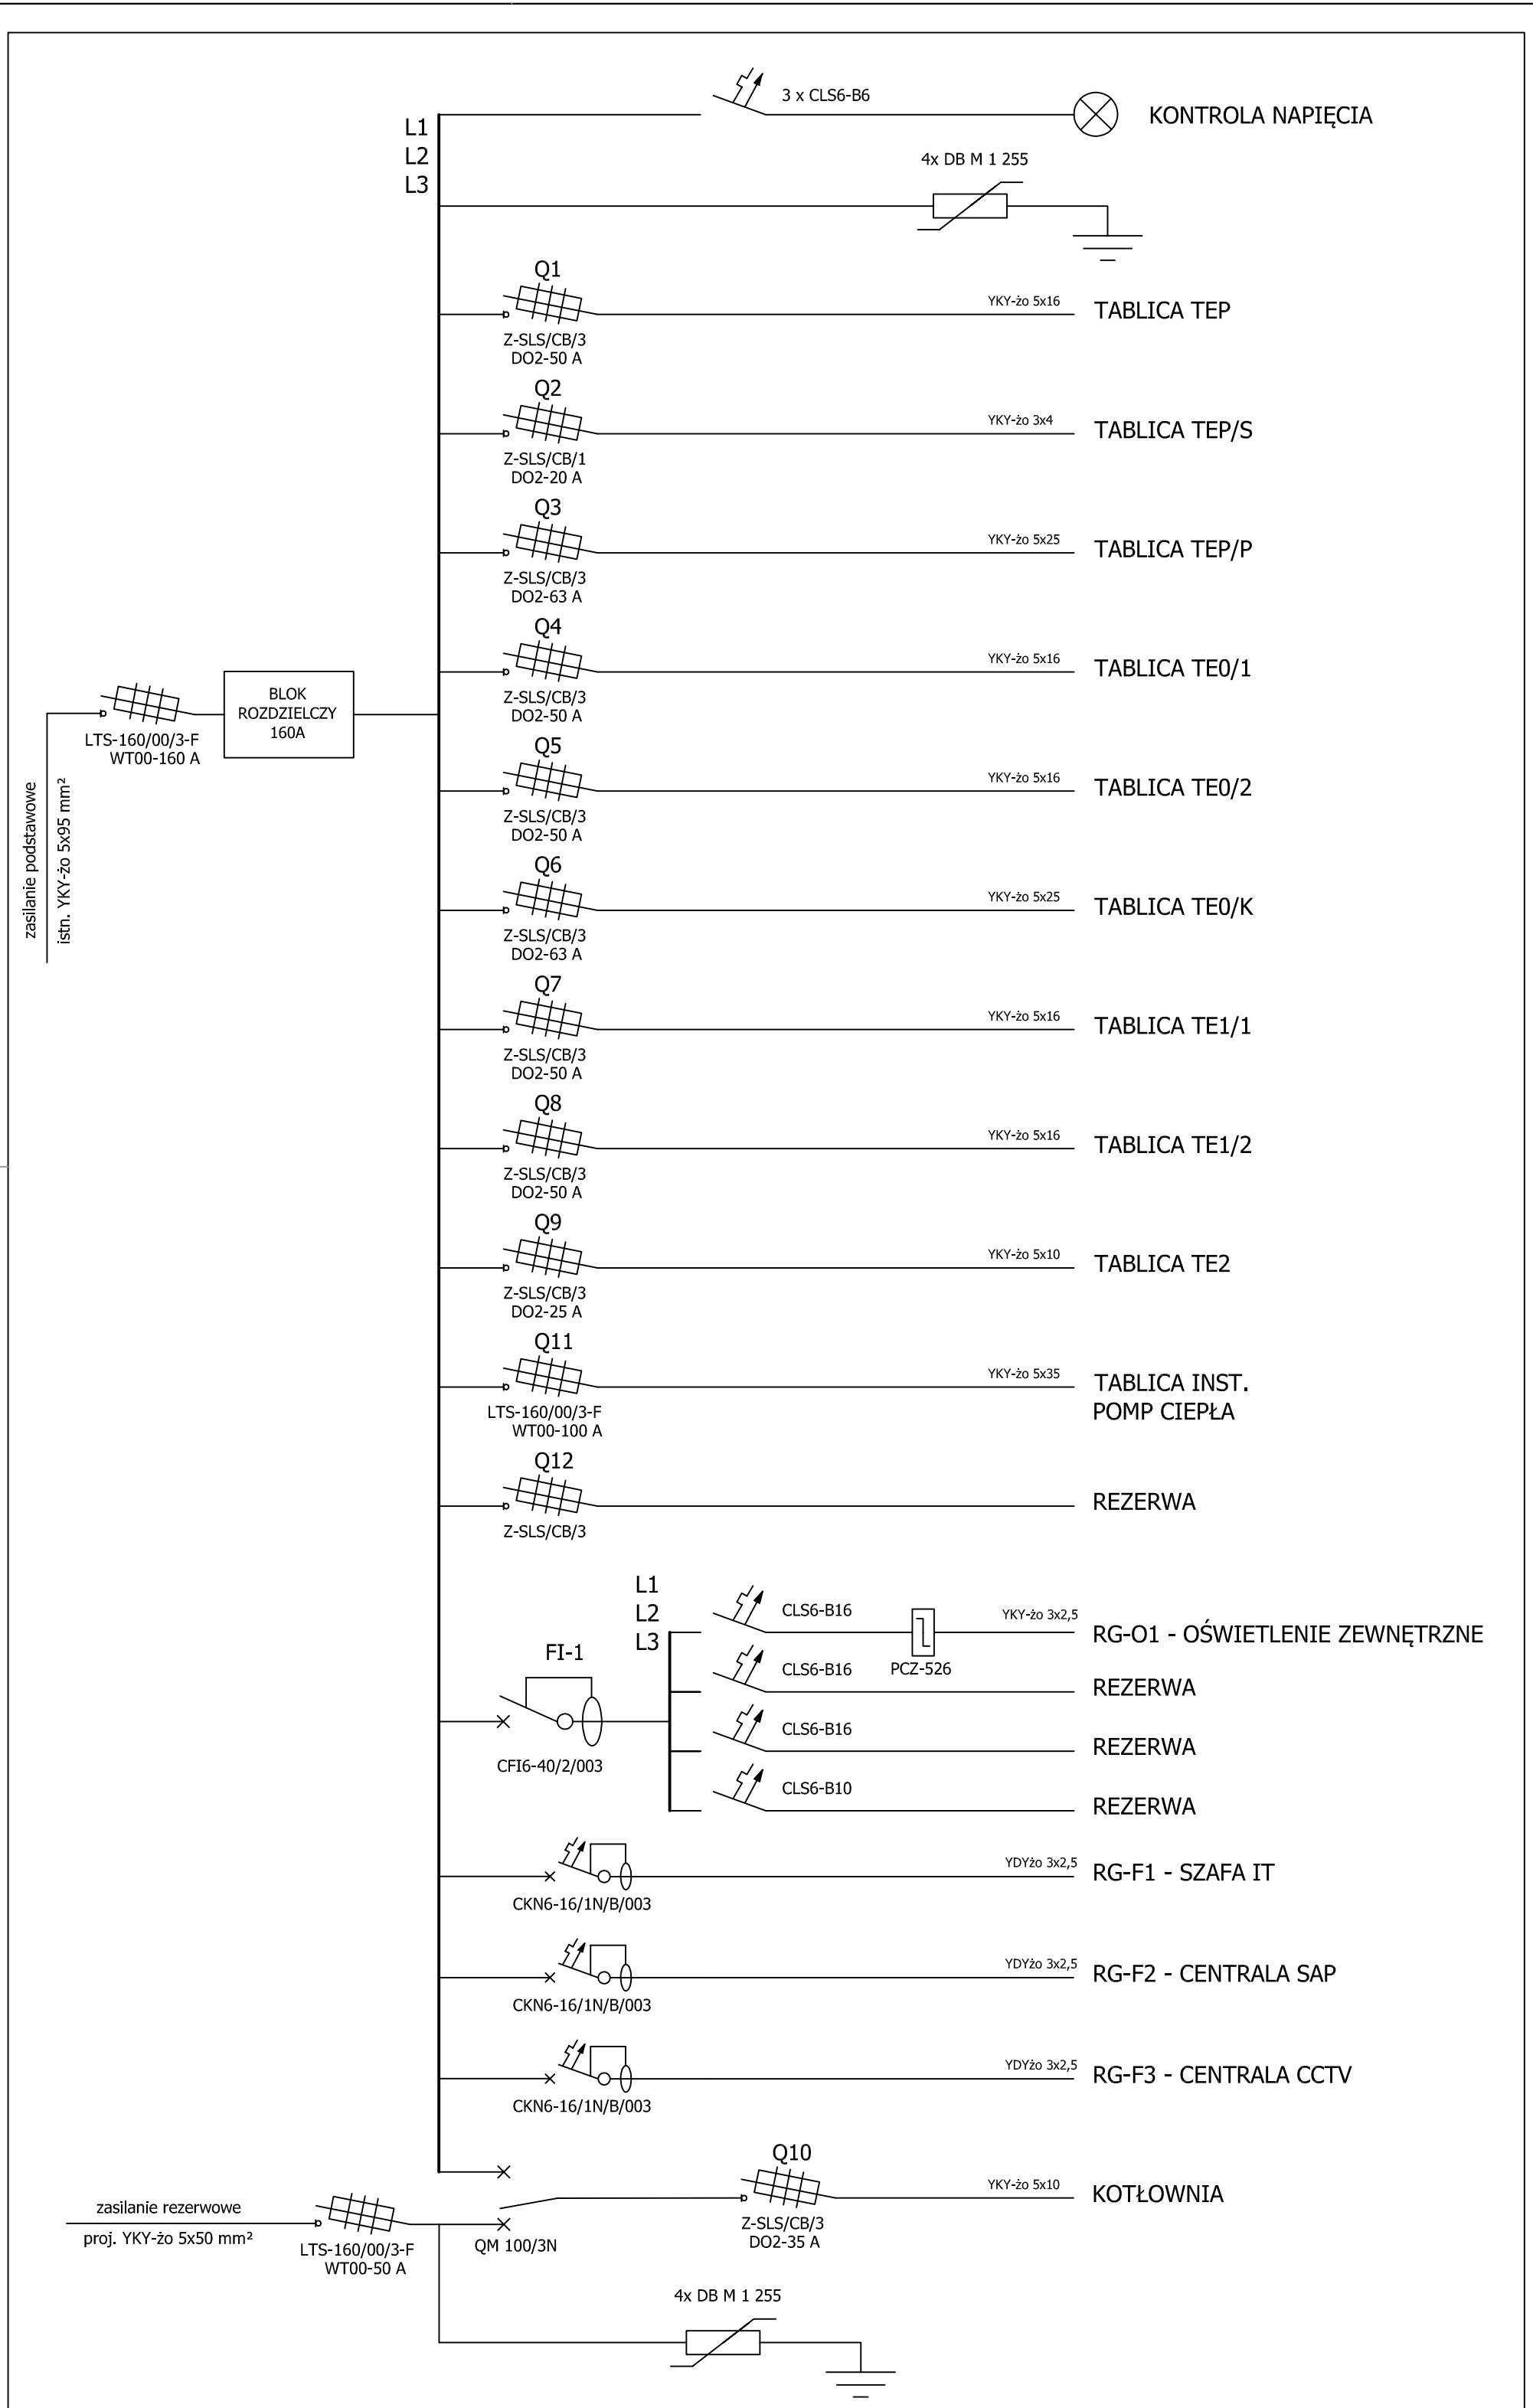 3 x CLS6-B6
KONTROLA NAPIĘCIA
L1
L2
L3
4x DB M 1 255
Q1
YKY-żo 5x16
TABLICA TEP
Z-SLS/CB/3
DO2-50 A
Q2
YKY-żo 3x4
TABLICA TEP/S
Z-SLS/CB/1
DO2-20 A
Q3
YKY-żo 5x25
TABLICA TEP/P
Z-SLS/CB/3
DO2-63 A
Q4
YKY-żo 5x16
TABLICA TE0/1
Z-SLS/CB/3
DO2-50 A
BLOK
ROZDZIELCZY
160A
LTS-160/00/3-F
WT00-160 A
zasilanie podstawowe
istn. YKY-żo 5x95 mm²
Q5
YKY-żo 5x16
TABLICA TE0/2
Z-SLS/CB/3
DO2-50 A
Q6
YKY-żo 5x25
TABLICA TE0/K
Z-SLS/CB/3
DO2-63 A
Q7
YKY-żo 5x16
TABLICA TE1/1
Z-SLS/CB/3
DO2-50 A
Q8
YKY-żo 5x16
TABLICA TE1/2
Z-SLS/CB/3
DO2-50 A
Q9
YKY-żo 5x10
TABLICA TE2
Z-SLS/CB/3
DO2-25 A
Q11
YKY-żo 5x35
TABLICA INST.
POMP CIEPŁA
LTS-160/00/3-F
WT00-100 A
Q12
REZERWA
Z-SLS/CB/3
L1
L2
L3
CLS6-B16
PCZ-526
YKY-żo 3x2,5
RG-O1 - OŚWIETLENIE ZEWNĘTRZNE
FI-1
CFI6-40/2/003
CLS6-B16
REZERWA
CLS6-B16
REZERWA
CLS6-B10
REZERWA
YDYżo 3x2,5
RG-F1 - SZAFA IT
CKN6-16/1N/B/003
YDYżo 3x2,5
RG-F2 - CENTRALA SAP
CKN6-16/1N/B/003
YDYżo 3x2,5
RG-F3 - CENTRALA CCTV
CKN6-16/1N/B/003
Q10
YKY-żo 5x10
KOTŁOWNIA
Z-SLS/CB/3
DO2-35 A
zasilanie rezerwowe
proj. YKY-żo 5x50 mm²
LTS-160/00/3-F
WT00-50 A
QM 100/3N
4x DB M 1 255